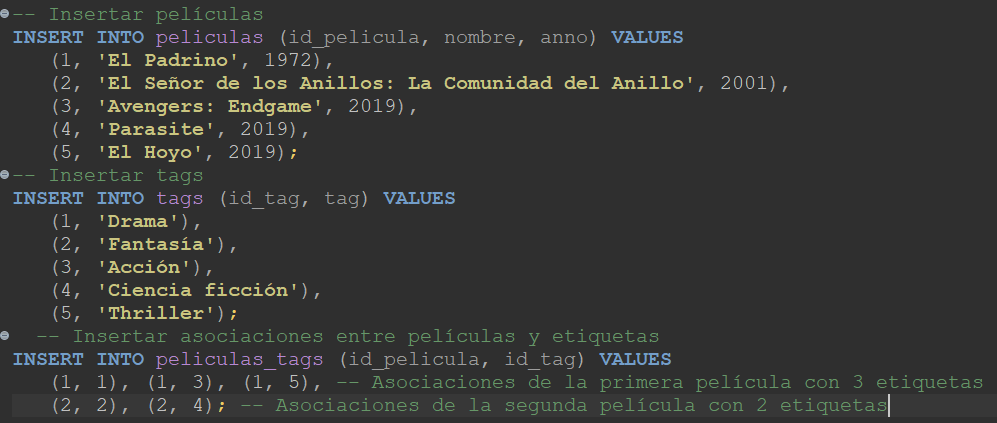 -- Insertar películas
INSERT INTO peliculas (id_pelicula, nombre, anno) VALUES
(1, 'El Padrino', 1972),
(2, 'El Señor de los Anillos: La Comunidad del Anillo', 2001),
(3, 'Avengers: Endgame', 2019),
(4, 'Parasite', 2019),
(5, 'El Hoyo', 2019);
-- Insertar tags
INSERT INTO tags (id_tag, tag) VALUES
(1, 'Drama'),
(2, 'Fantasía'),
(3, 'Acción'),
(4, 'Ciencia ficción'),
(5, 'Thriller');
-- Insertar asociaciones entre películas y etiquetas
INSERT INTO peliculas_tags (id_pelicula, id_tag) VALUES
(1, 1), (1, 3), (1, 5), -- Asociaciones de la primera película con 3 etiquetas
(2, 2), (2, 4); -- Asociaciones de la segunda película con 2 etiquetas